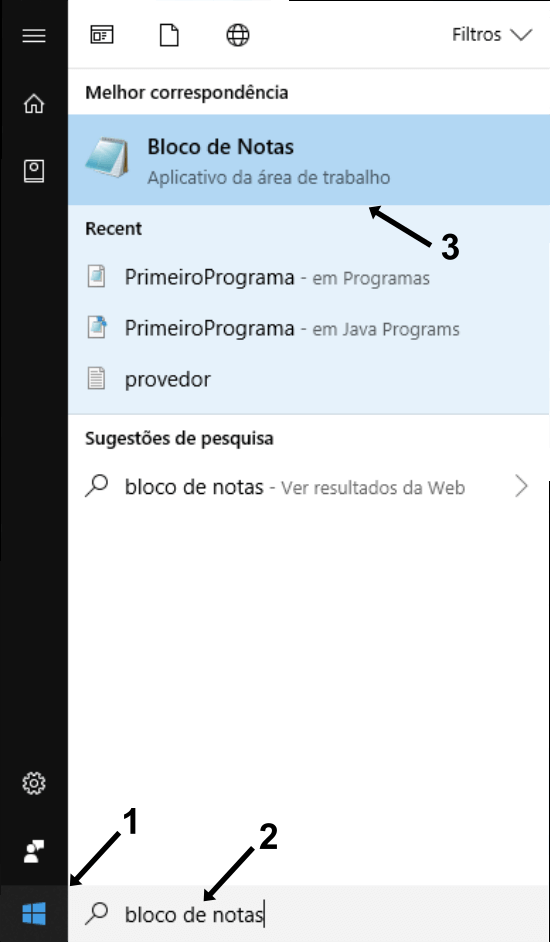 Filtros
Melhor correspondência
Bloco de Notas
Aplicativo da área de trabalho
3
Recent
PrimeiroPrograma - em Programas
PrimeiroPrograma - em Java Programs
provedor
Sugestões de pesquisa
bloco de notas - Ver resultados da Web
1
2
bloco de notas